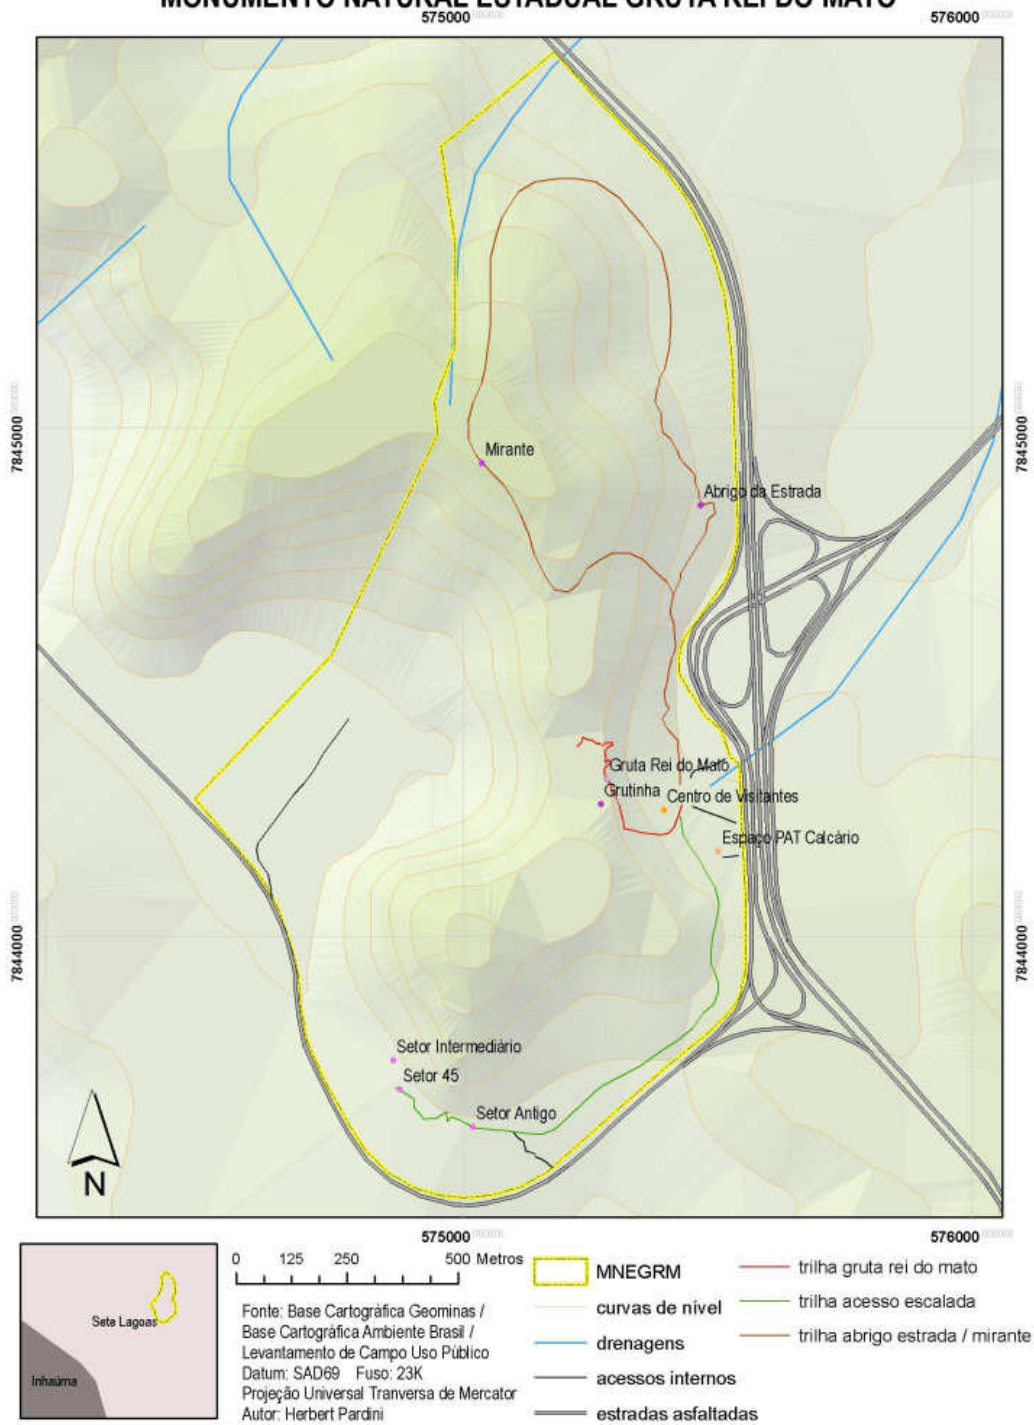 MONUMENTO NATURAL ESTADUAL GRUTA REI DO MATO
575000
576000
7845000
7845000
Mirante
Abrigo da Estrada
Gruta Rei do Mato
Grutinha
Centro de Visitantes
Espaço PAT Calcário
7844000
7844000
Setor Intermediário
Setor 45
Setor Antigo
N
575000
576000
0 125 250 500 Metros
Sete Lagoas
Inhaúma
Fonte: Base Cartográfica Geominas /
Base Cartográfica Ambiente Brasil /
Levantamento de Campo Uso Público
Datum: SAD69 Fuso: 23K
Projeção Universal Tranversa de Mercator
Autor: Herbert Pardini
MNEGRM
curvas de nível
drenagens
acessos internos
estradas asfaltadas
trilha gruta rei do mato
trilha acesso escalada
trilha abrigo estrada / mirante